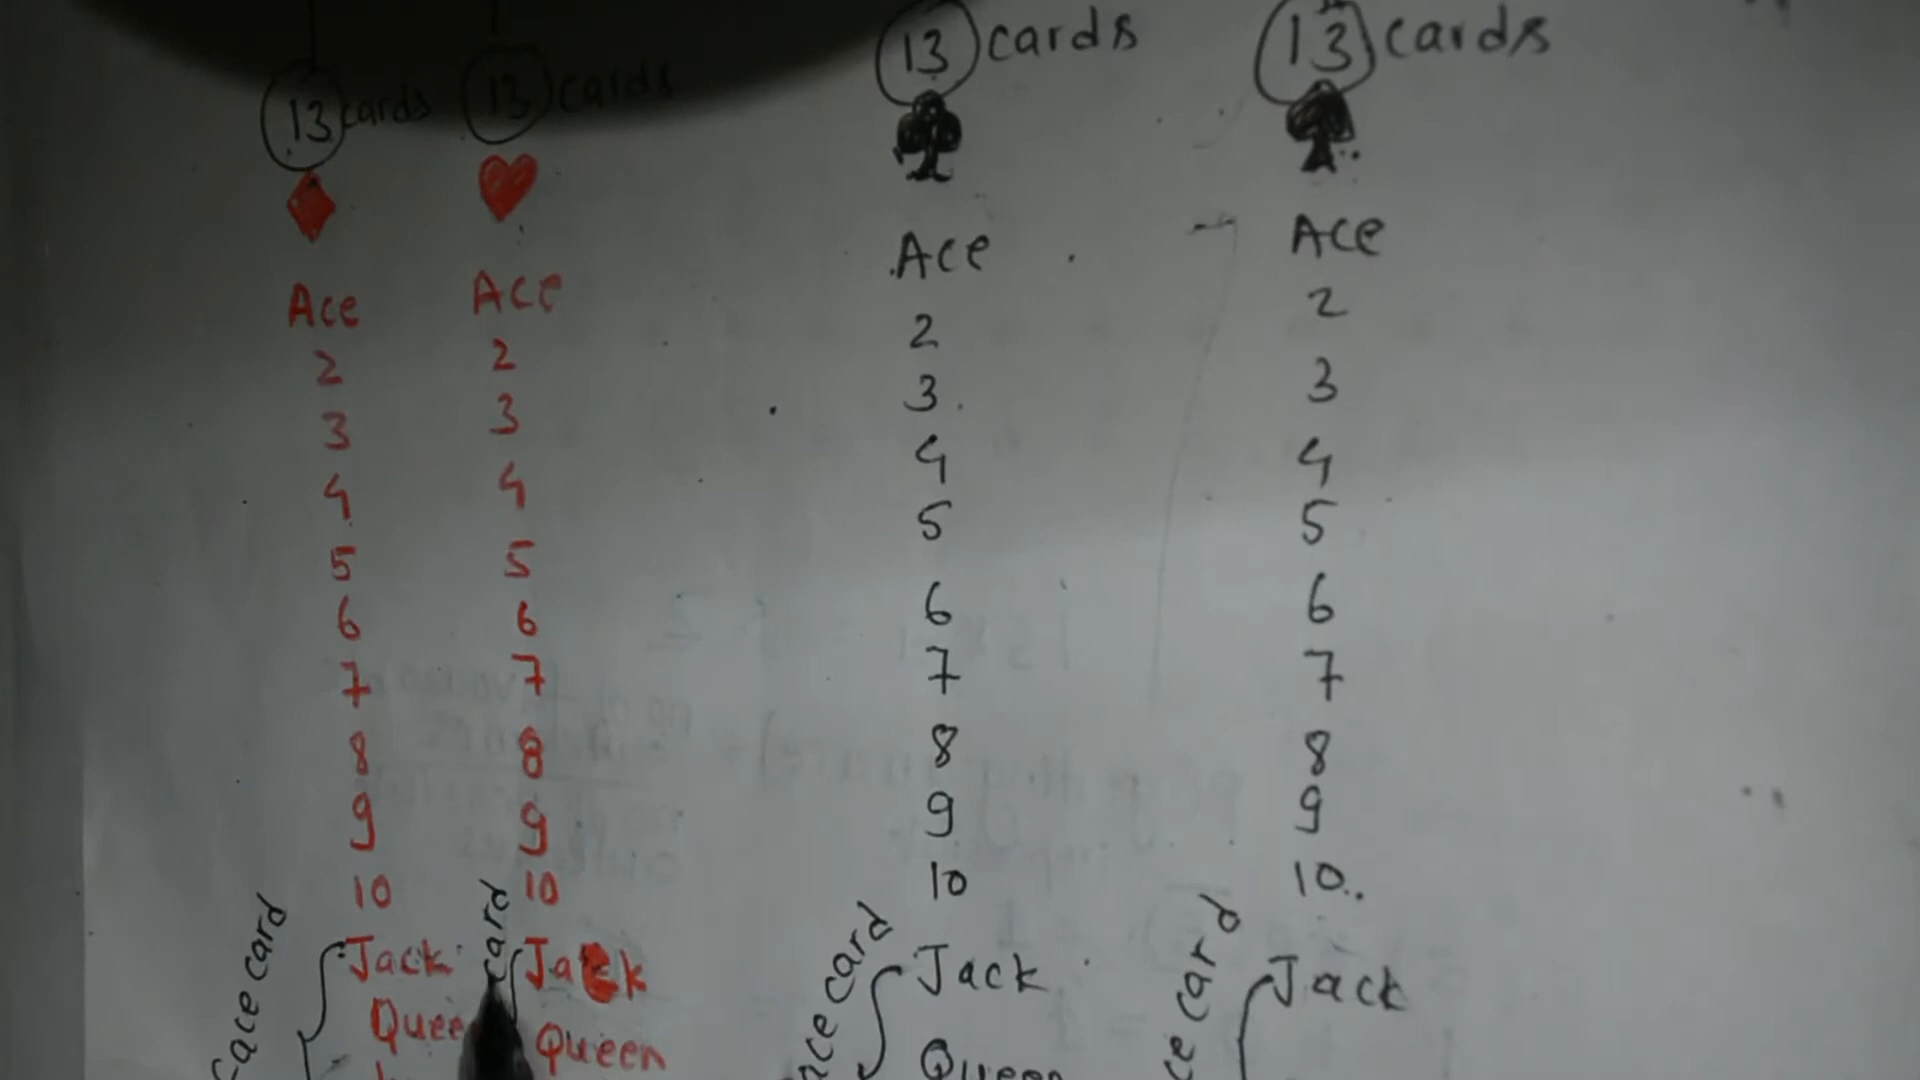 13 cards 13 cards 13 cards 13 cards
Ace Ace Ace Ace
2 2 2 2
3 3 3 3
4 4 4 4
5 5 5 5
6 6 6 6
7 7 7 7
8 8 8 8
9 9 9 9
10 10 10 10
face card card
Jack Jack Jack Jack
Queen
card
card